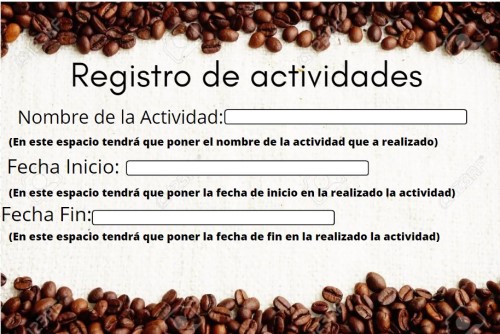 Registro de actividades
Nombre de la Actividad:
(En este espacio tendrá que poner el nombre de la actividad que a realizado)
Fecha Inicio:
(En este espacio tendrá que poner la fecha de inicio en la realizado la actividad)
Fecha Fin:
(En este espacio tendrá que poner la fecha de fin en la realizado la actividad)